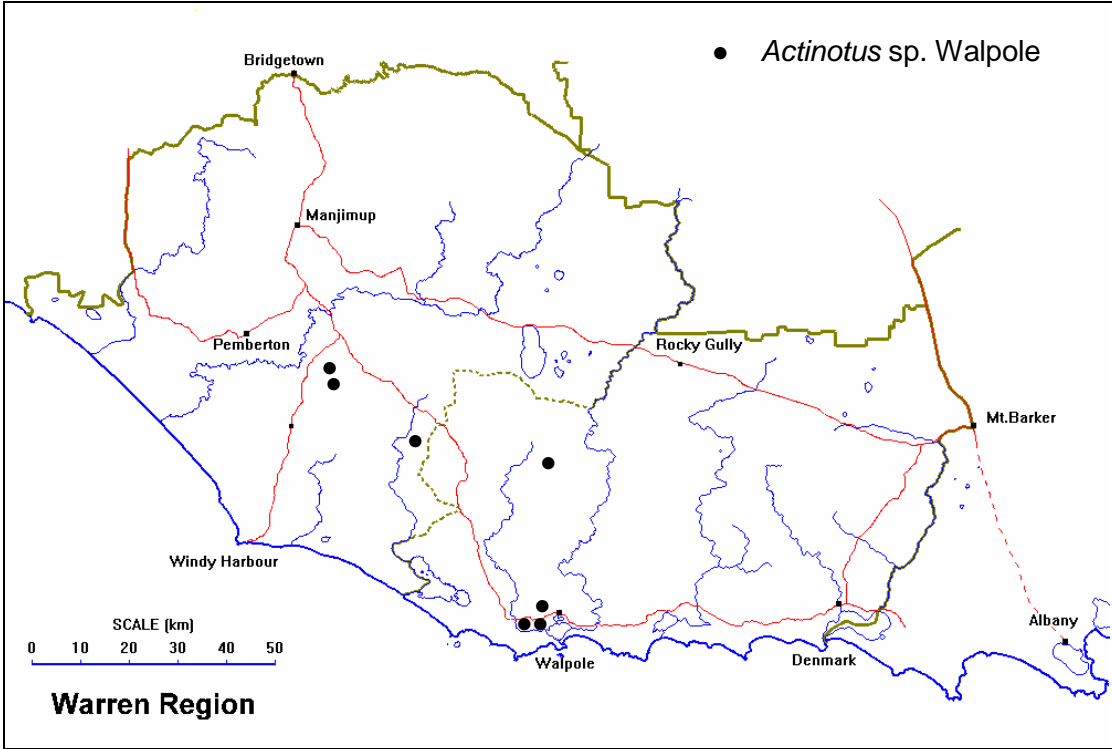 Actinotus sp. Walpole
Bridgetown
Manjimup
Pemberton
Rocky Gully
Mt.Barker
Windy Harbour
Walpole
Denmark
Albany
SCALE (km)
0 10 20 30 40 50
Warren Region